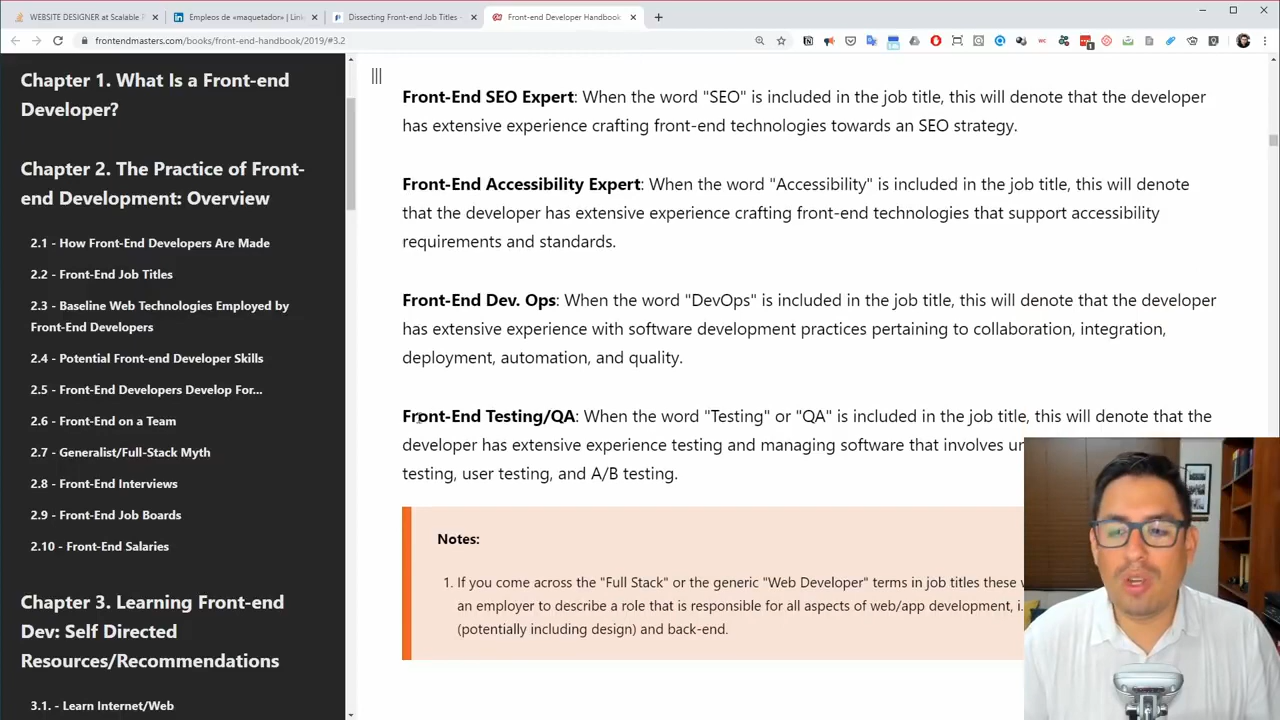 WEBSITE DESIGNER at Scalable
Empleos de «maquetador» | Link
Dissecting Front-end Job Titles -
Front-end Developer Handbook
frontendmasters.com/books/front-end-handbook/2019/#3.2
Chapter 1. What Is a Front-end
Developer?
Chapter 2. The Practice of Front-
end Development: Overview
2.1 - How Front-End Developers Are Made
2.2 - Front-End Job Titles
2.3 - Baseline Web Technologies Employed by
Front-End Developers
2.4 - Potential Front-end Developer Skills
2.5 - Front-End Developers Develop For...
2.6 - Front-End on a Team
2.7 - Generalist/Full-Stack Myth
2.8 - Front-End Interviews
2.9 - Front-End Job Boards
2.10 - Front-End Salaries
Chapter 3. Learning Front-end
Dev: Self Directed
Resources/Recommendations
3.1. - Learn Internet/Web
Front-End SEO Expert: When the word "SEO" is included in the job title, this will denote that the developer
has extensive experience crafting front-end technologies towards an SEO strategy.
Front-End Accessibility Expert: When the word "Accessibility" is included in the job title, this will denote
that the developer has extensive experience crafting front-end technologies that support accessibility
requirements and standards.
Front-End Dev. Ops: When the word "DevOps" is included in the job title, this will denote that the developer
has extensive experience with software development practices pertaining to collaboration, integration,
deployment, automation, and quality.
Front-End Testing/QA: When the word "Testing" or "QA" is included in the job title, this will denote that the
developer has extensive experience testing and managing software that involves
testing, user testing, and A/B testing.
Notes:
1. If you come across the "Full Stack" or the generic "Web Developer" terms in job titles these
an employer to describe a role that is responsible for all aspects of web/app development,
(potentially including design) and back-end.